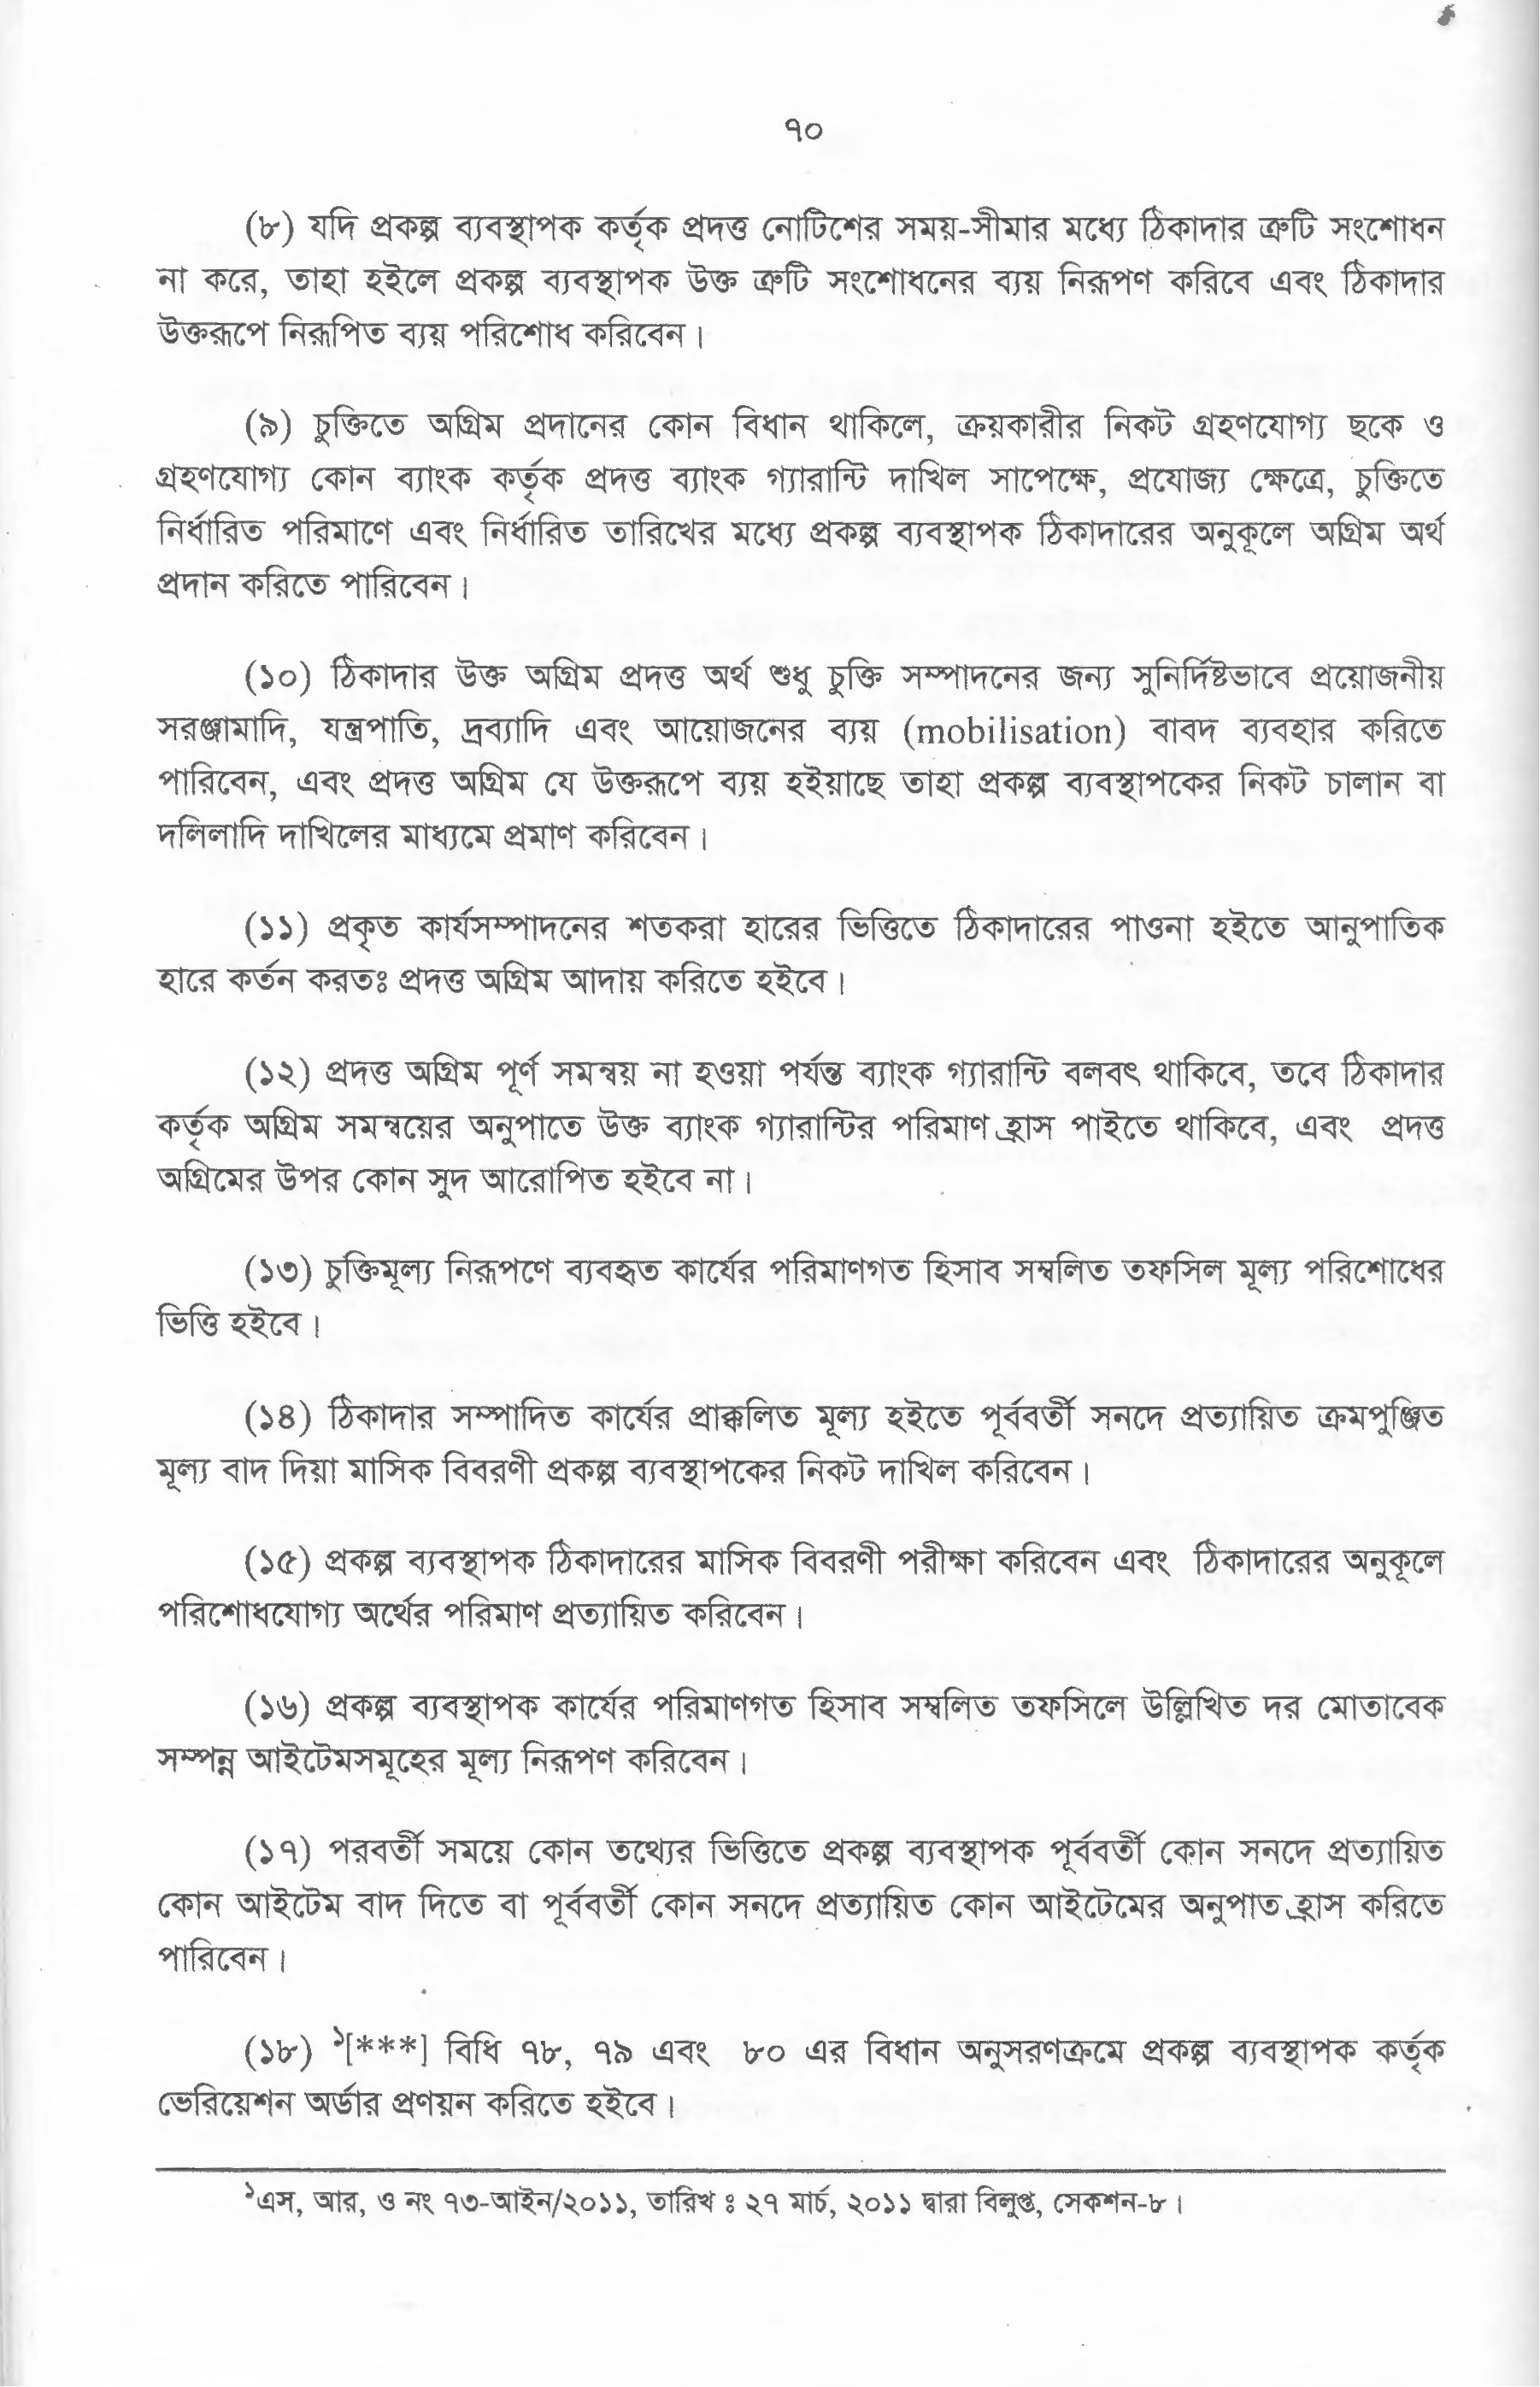 ৭০
(৮) যদি প্রকল্প ব্যবস্থাপক কর্তৃক প্রদত্ত নোটিশের সময়-সীমার মধ্যে ঠিকাদার ত্রুটি সংশোধন
না করে, তাহা হইলে প্রকল্প ব্যবস্থাপক উক্ত ত্রুটি সংশোধনের ব্যয় নিরূপণ করিবে এবং ঠিকাদার
উক্তরূপে নিরূপিত ব্যয় পরিশোধ করিবেন।
(৯) চুক্তিতে অগ্রিম প্রদানের কোন বিধান থাকিলে, ক্রয়কারীর নিকট গ্রহণযোগ্য ছকে ও
গ্রহণযোগ্য কোন ব্যাংক কর্তৃক প্রদত্ত ব্যাংক গ্যারান্টি দাখিল সাপেক্ষে, প্রযোজ্য ক্ষেত্রে, চুক্তিতে
নির্ধারিত পরিমাণে এবং নির্ধারিত তারিখের মধ্যে প্রকল্প ব্যবস্থাপক ঠিকাদারের অনুকূলে অগ্রিম অর্থ
প্রদান করিতে পারিবেন।
(১০) ঠিকাদার উক্ত অগ্রিম প্রদত্ত অর্থ শুধু চুক্তি সম্পাদনের জন্য সুনির্দিষ্টভাবে প্রয়োজনীয়
সরঞ্জামাদি, যন্ত্রপাতি, দ্রব্যাদি এবং আয়োজনের ব্যয় (mobilisation) বাবদ ব্যবহার করিতে
পারিবেন, এবং প্রদত্ত অগ্রিম যে উক্তরূপে ব্যয় হইয়াছে তাহা প্রকল্প ব্যবস্থাপকের নিকট চালান বা
দলিলাদি দাখিলের মাধ্যমে প্রমাণ করিবেন।
(১১) প্রকৃত কার্যসম্পাদনের শতকরা হারের ভিত্তিতে ঠিকাদারের পাওনা হইতে আনুপাতিক
হারে কর্তন করতঃ প্রদত্ত অগ্রিম আদায় করিতে হইবে।
(১২) প্রদত্ত অগ্রিম পূর্ণ সমন্বয় না হওয়া পর্যন্ত ব্যাংক গ্যারান্টি বলবৎ থাকিবে, তবে ঠিকাদার
কর্তৃক অগ্রিম সমন্বয়ের অনুপাতে উক্ত ব্যাংক গ্যারান্টির পরিমাণ হ্রাস পাইতে থাকিবে, এবং প্রদত্ত
অগ্রিমের উপর কোন সুদ আরোপিত হইবে না।
(১৩) চুক্তিমূল্য নিরূপণে ব্যবহৃত কার্যের পরিমাণগত হিসাব সম্বলিত তফসিল মূল্য পরিশোধের
ভিত্তি হইবে।
(১৪) ঠিকাদার সম্পাদিত কার্যের প্রাক্কলিত মূল্য হইতে পূর্ববর্তী সনদে প্রত্যায়িত ক্রমপুঞ্জিত
মূল্য বাদ দিয়া মাসিক বিবরণী প্রকল্প ব্যবস্থাপকের নিকট দাখিল করিবেন।
(১৫) প্রকল্প ব্যবস্থাপক ঠিকাদারের মাসিক বিবরণী পরীক্ষা করিবেন এবং ঠিকাদারের অনুকূলে
পরিশোধযোগ্য অর্থের পরিমাণ প্রত্যায়িত করিবেন।
(১৬) প্রকল্প ব্যবস্থাপক কার্যের পরিমাণগত হিসাব সম্বলিত তফসিলে উল্লিখিত দর মোতাবেক
সম্পন্ন আইটেমসমূহের মূল্য নিরূপণ করিবেন।
(১৭) পরবর্তী সময়ে কোন তথ্যের ভিত্তিতে প্রকল্প ব্যবস্থাপক পূর্ববর্তী কোন সনদে প্রত্যায়িত
কোন আইটেম বাদ দিতে বা পূর্ববর্তী কোন সনদে প্রত্যায়িত কোন আইটেমের অনুপাত হ্রাস করিতে
পারিবেন।
(১৮) ১[***] বিধি ৭৮, ৭৯ এবং ৮০ এর বিধান অনুসরণক্রমে প্রকল্প ব্যবস্থাপক কর্তৃক
ভেরিয়েশন অর্ডার প্রণয়ন করিতে হইবে।
১এস, আর, ও নং ৭৩-আইন/২০১১, তারিখ ঃ ২৭ মার্চ, ২০১১ দ্বারা বিলুপ্ত, সেকশন-৮।